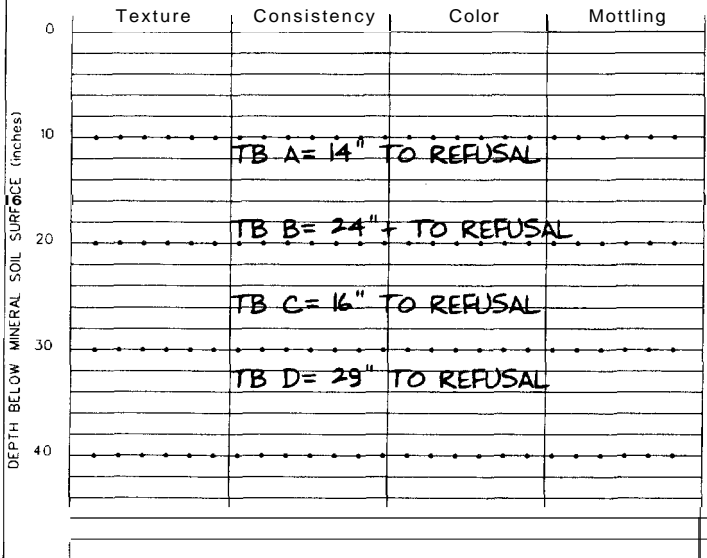 Texture Consistency Color Mottling
0
10
TB A= 14" TO REFUSAL
TB B= 24"+ TO REFUSAL
20
TB C= 16" TO REFUSAL
30
TB D= 29" TO REFUSAL
40
DEPTH BELOW MINERAL SOIL SURFACE (inches)